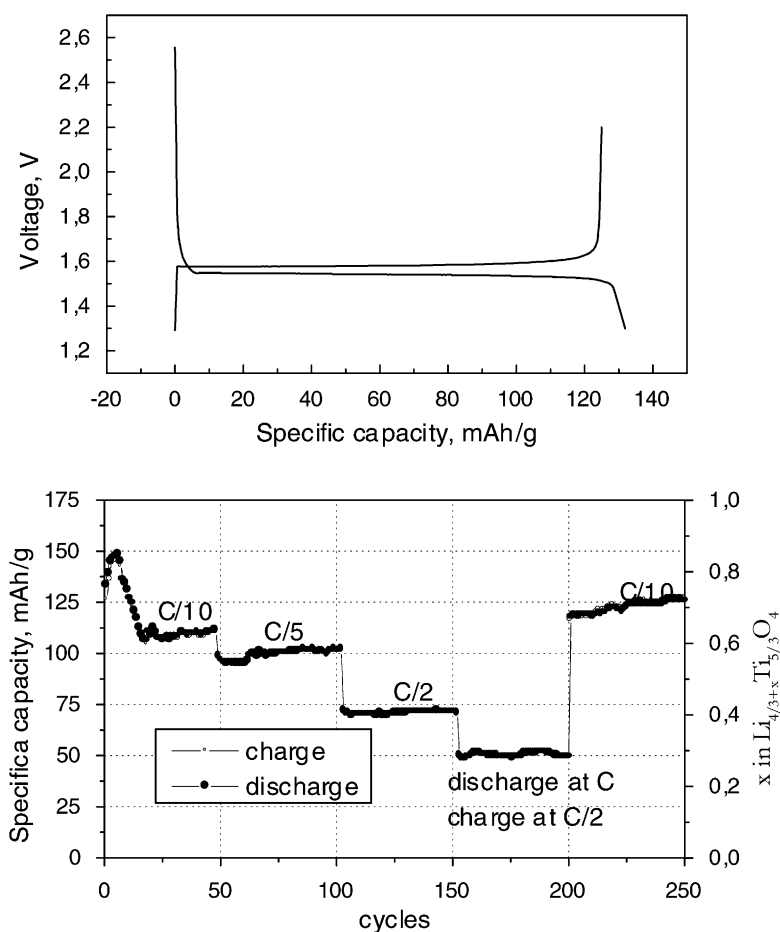 2,6
2,4
2,2
2,0
1,8
1,6
1,4
1,2
Voltage, V
-20 0 20 40 60 80 100 120 140
Specific capacity, mAh/g
175
150
125
100
75
50
25
0
Specifica capacity, mAh/g
C/10
C/5
C/2
C/10
charge
discharge
discharge at C
charge at C/2
1,0
0,8
0,6
0,4
0,2
0,0
x in Li4/3+xTi5/3O4
0 50 100 150 200 250
cycles